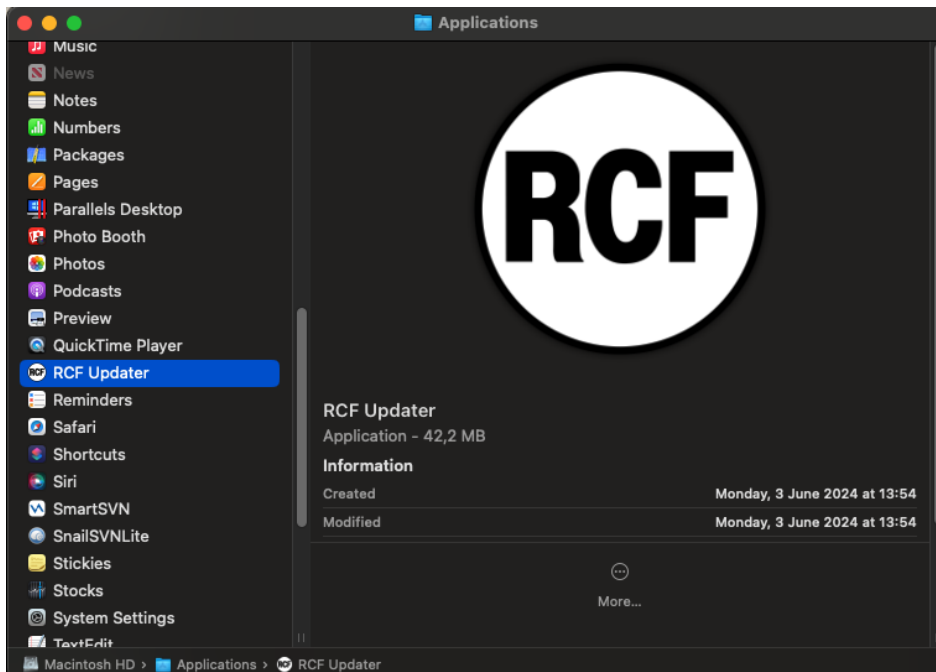 Applications
Music
News
Notes
Numbers
Packages
Pages
Parallels Desktop
Photo Booth
Photos
Podcasts
Preview
QuickTime Player
RCF RCF Updater
Reminders
Safari
Shortcuts
Siri
SmartSVN
SnailSVNLite
Stickies
Stocks
System Settings
TextEdit
RCF
RCF Updater
Application - 42,2 MB
Information
Created Monday, 3 June 2024 at 13:54
Modified Monday, 3 June 2024 at 13:54
More...
Macintosh HD › Applications › RCF RCF Updater